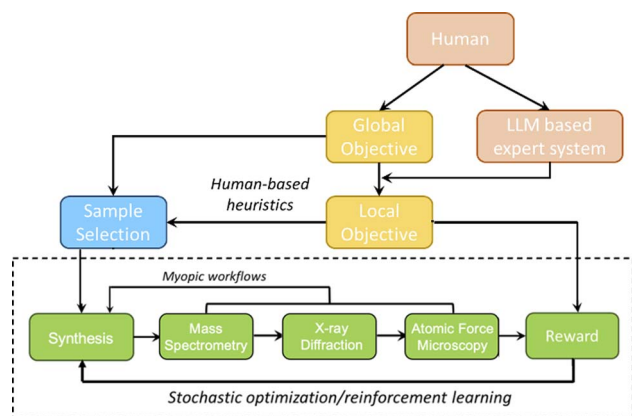 Human
Global
Objective
LLM based
expert system
Human-based
heuristics
Sample
Selection
Local
Objective
Myopic workflows
Synthesis
Mass
Spectrometry
X-ray
Diffraction
Atomic Force
Microscopy
Reward
Stochastic optimization/reinforcement learning